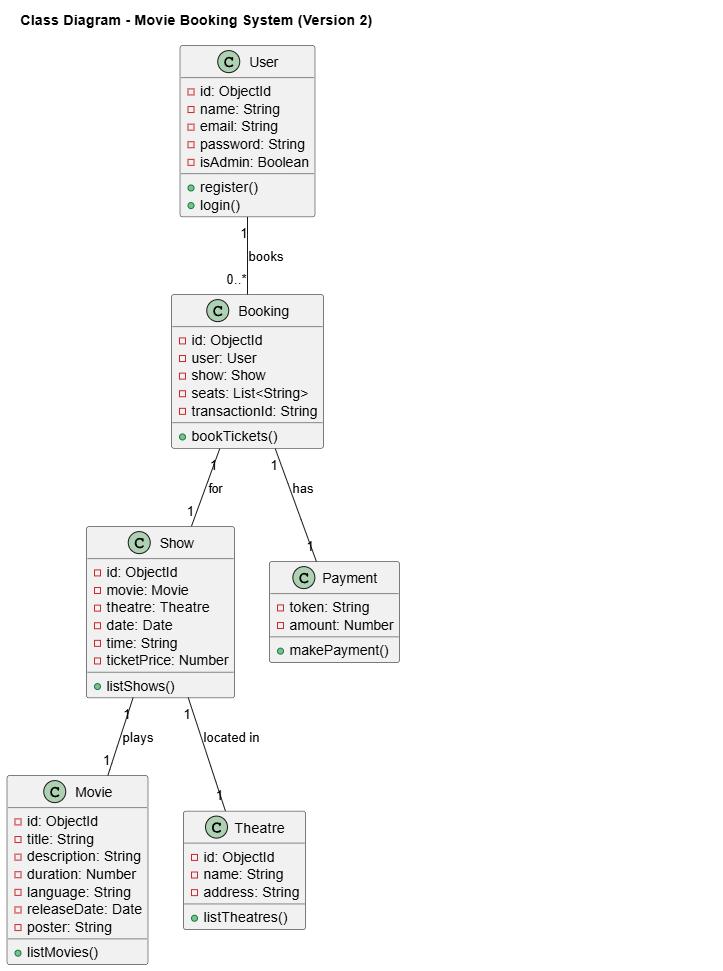 Class Diagram - Movie Booking System (Version 2)
C User
id: ObjectId
name: String
email: String
password: String
isAdmin: Boolean
register()
login()
1
books
0..*
C Booking
id: ObjectId
user: User
show: Show
seats: List<String>
transactionId: String
bookTickets()
1
for
1
1
has
1
C Show
id: ObjectId
movie: Movie
theatre: Theatre
date: Date
time: String
ticketPrice: Number
listShows()
C Payment
token: String
amount: Number
makePayment()
1
plays
1
1
located in
1
C Movie
id: ObjectId
title: String
description: String
duration: Number
language: String
releaseDate: Date
poster: String
listMovies()
C Theatre
id: ObjectId
name: String
address: String
listTheatres()